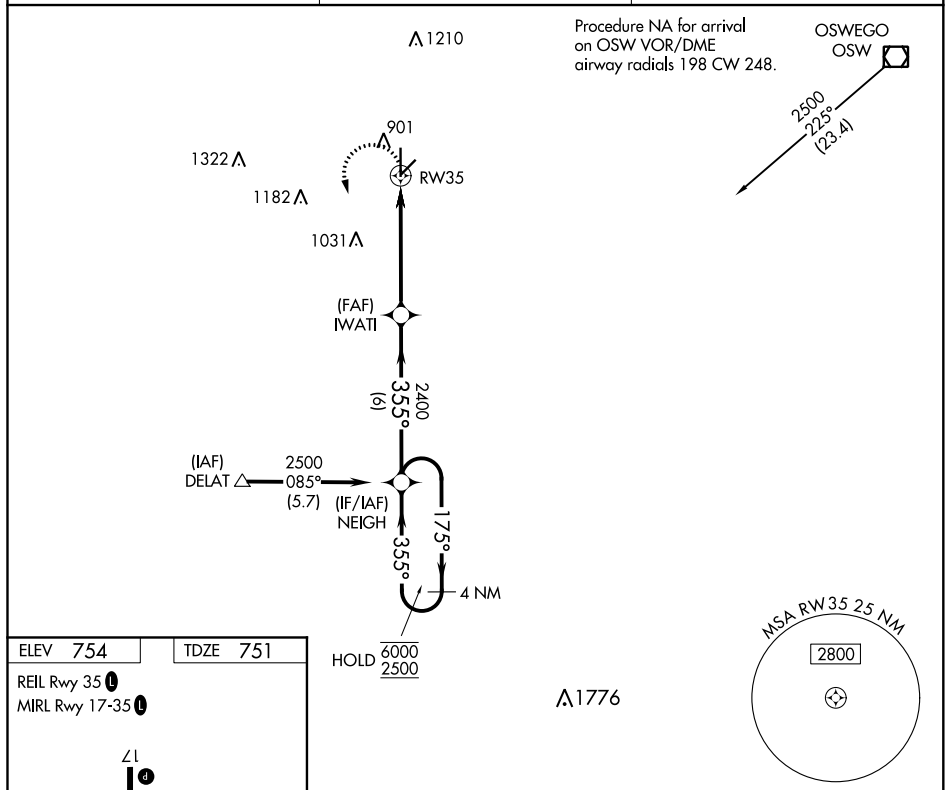 Procedure NA for arrival
on OSW VOR/DME
airway radials 198 CW 248.
OSWEGO
OSW
1210
2500
225°
(23.4)
901
1322
RW35
1182
1031
(FAF)
IWATI
2400
355°
(6)
(IAF)
DELAT
2500
085°
(5.7)
(IF/IAF)
NEIGH
175°
355°
4 NM
HOLD
6000
2500
MSA RW35 25 NM
2800
1776
ELEV 754
TDZE 751
REIL Rwy 35 L
MIRL Rwy 17-35 L
17
P